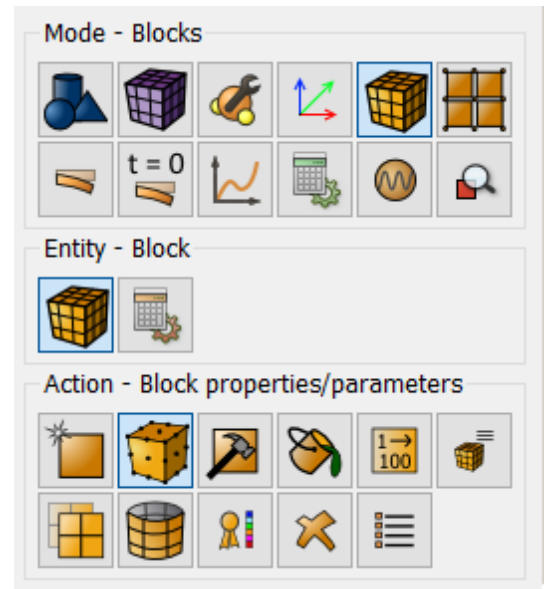 Mode - Blocks
t = 0
Entity - Block
Action - Block properties/parameters
1→
100